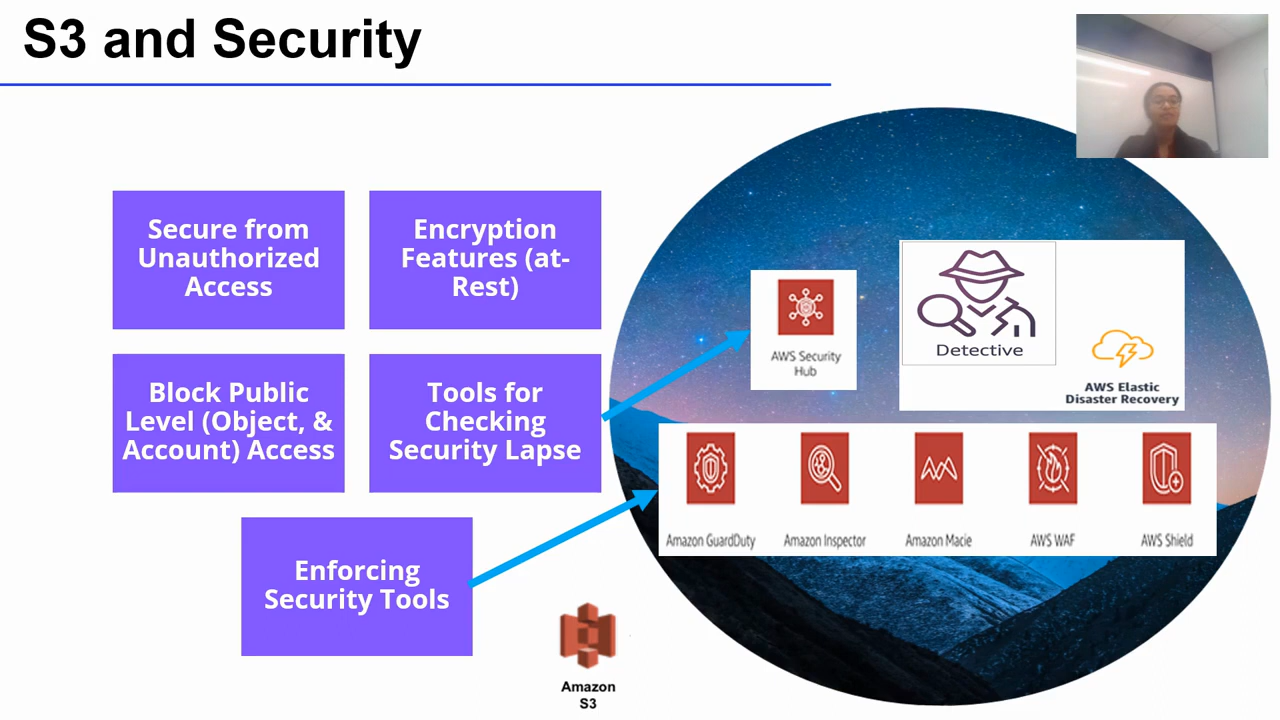 S3 and Security
Secure from
Unauthorized
Access
Encryption
Features (at-
Rest)
Block Public
Level (Object, &
Account) Access
Tools for
Checking
Security Lapse
Enforcing
Security Tools
AWS Security
Hub
Detective
AWS Elastic
Disaster Recovery
Amazon GuardDuty
Amazon Inspector
Amazon Macie
AWS WAF
AWS Shield
Amazon
S3